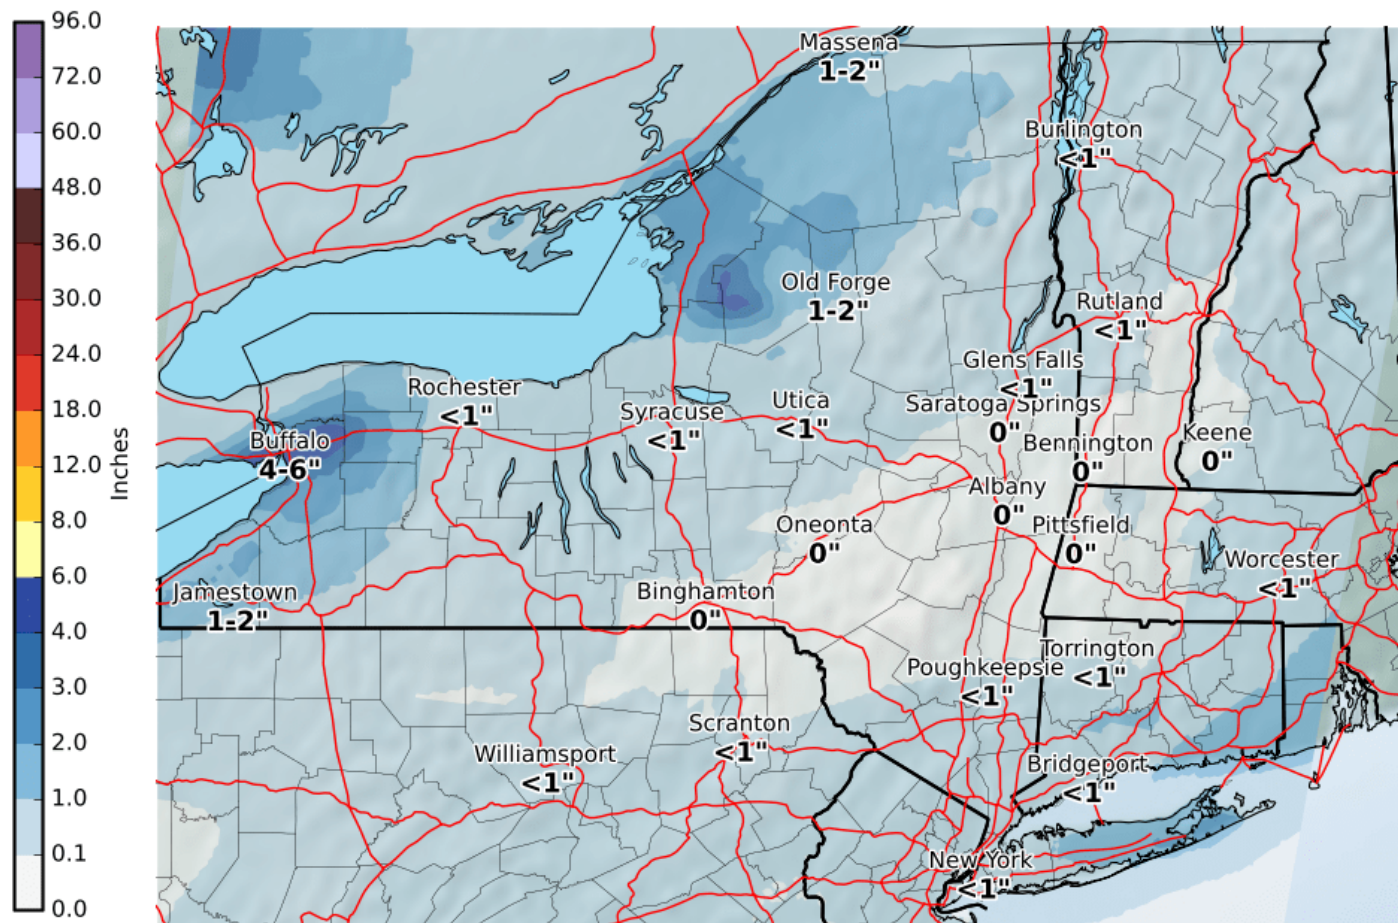 96.0
72.0
60.0
48.0
36.0
30.0
24.0
18.0
12.0
8.0
6.0
4.0
3.0
2.0
1.0
0.1
0.0
Inches
Massena
1-2"
Burlington
<1"
Old Forge
1-2"
Rutland
<1"
Glens Falls
<1"
Rochester
<1"
Syracuse
<1"
Utica
<1"
Saratoga Springs
0"
Buffalo
4-6"
Bennington
0"
Keene
0"
Albany
0"
Oneonta
0"
Pittsfield
0"
Worcester
<1"
Jamestown
1-2"
Binghamton
0"
Torrington
<1"
Poughkeepsie
<1"
Scranton
<1"
Williamsport
<1"
Bridgeport
<1"
New York
<1"